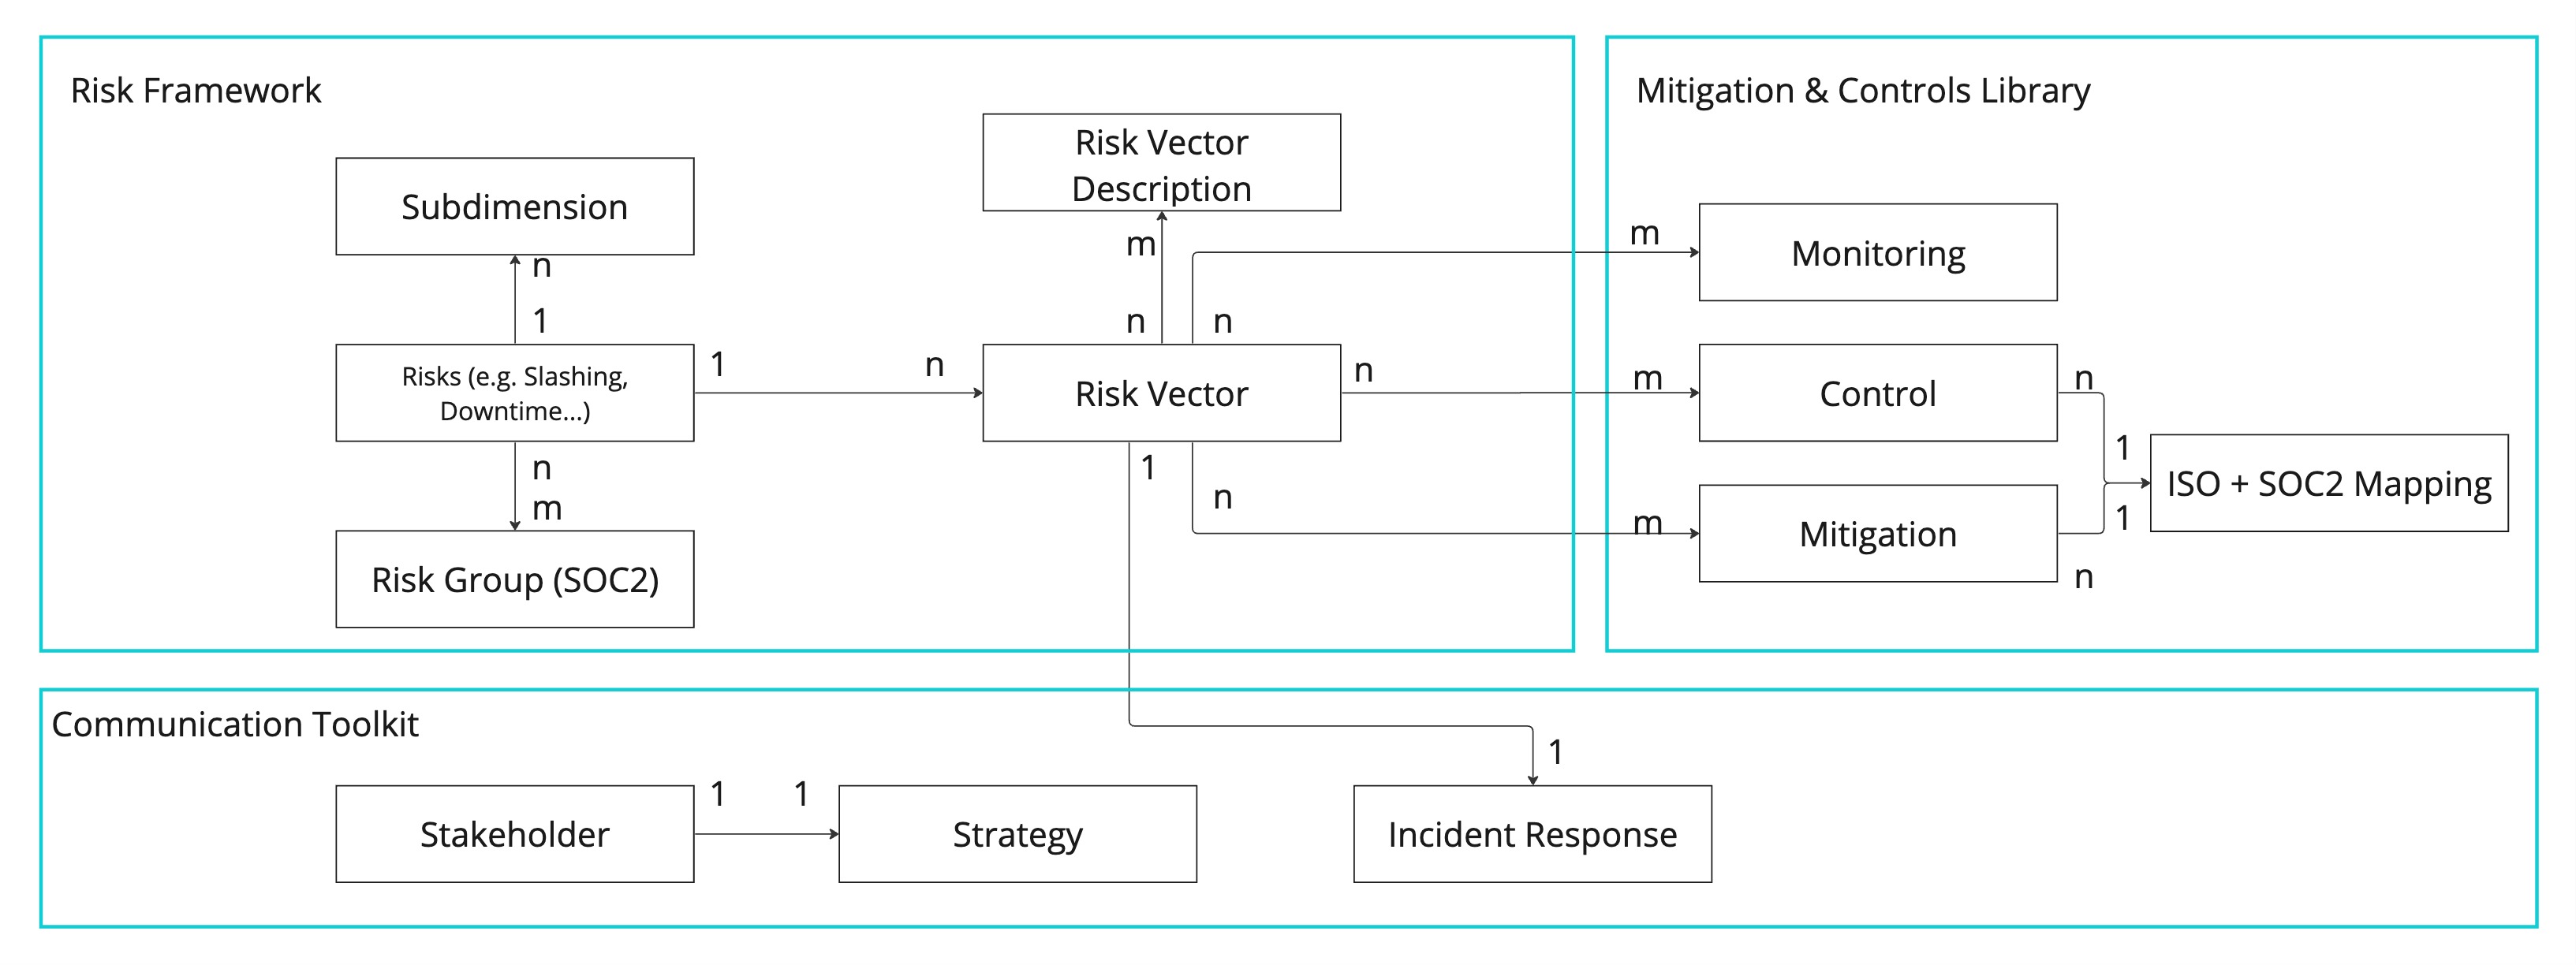 Risk Framework
Mitigation & Controls Library
Risk Vector
Description
Subdimension
m
Monitoring
m
n
1
n
n
Risks (e.g. Slashing,
Downtime...)
1
n
Risk Vector
n
m
Control
n
n
m
1
n
m
Mitigation
n
1
1
ISO + SOC2 Mapping
Risk Group (SOC2)
Communication Toolkit
1
Stakeholder
1
1
Strategy
Incident Response